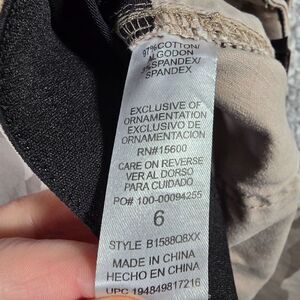 97% COTTON/
ALGODON
3% SPANDEX/
SPANDEX
EXCLUSIVE OF
ORNAMENTATION
EXCLUSIVO DE
ORNAMENTACION
RN#15600
CARE ON REVERSE
VER AL DORSO
PARA CUIDADO
PO# 100-00094255
6
STYLE B1588Q8XX
MADE IN CHINA
HECHO EN CHINA
UPC 194849817216